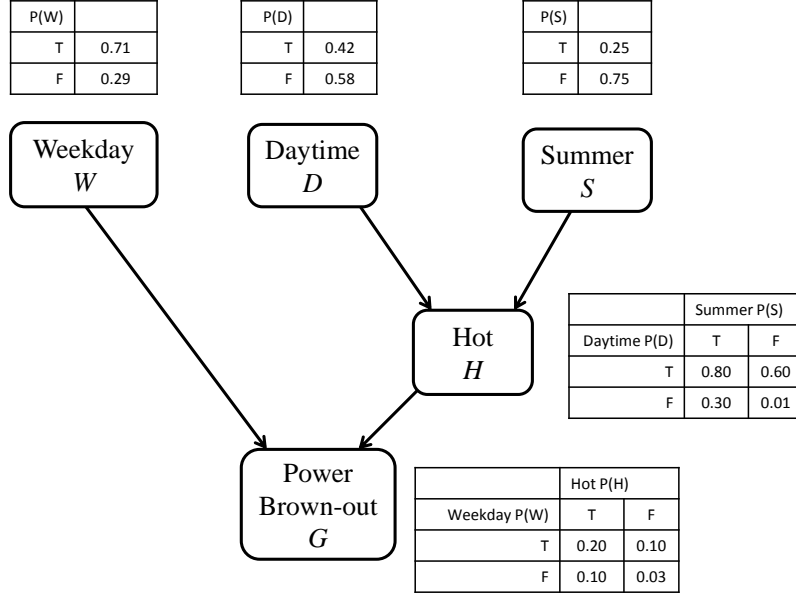 P(W)
T 0.71
F 0.29
P(D)
T 0.42
F 0.58
P(S)
T 0.25
F 0.75
Weekday
W
Daytime
D
Summer
S
Hot
H
Summer P(S)
Daytime P(D) T F
T 0.80 0.60
F 0.30 0.01
Power
Brown-out
G
Hot P(H)
Weekday P(W) T F
T 0.20 0.10
F 0.10 0.03